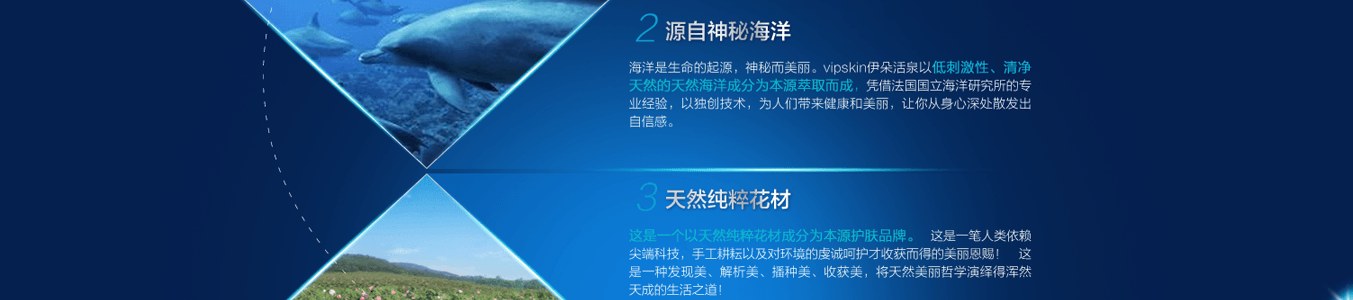 2 源自神秘海洋
海洋是生命的起源，神秘而美丽。vipskin伊朵活泉以低刺激性、清净
天然的天然海洋成分为本源萃取而成，凭借法国国立海洋研究所的专
业经验，以独创技术，为人们带来健康和美丽，让你从身心深处散发出
自信感。
3 天然纯粹花材
这是一个以天然纯粹花材成分为本源护肤品牌。 这是一笔人类依赖
尖端科技，手工耕耘以及对环境的虔诚呵护才收获而得的美丽恩赐！ 这
是一种发现美、解析美、播种美、收获美，将天然美丽哲学演绎得浑然
天成的生活之道！